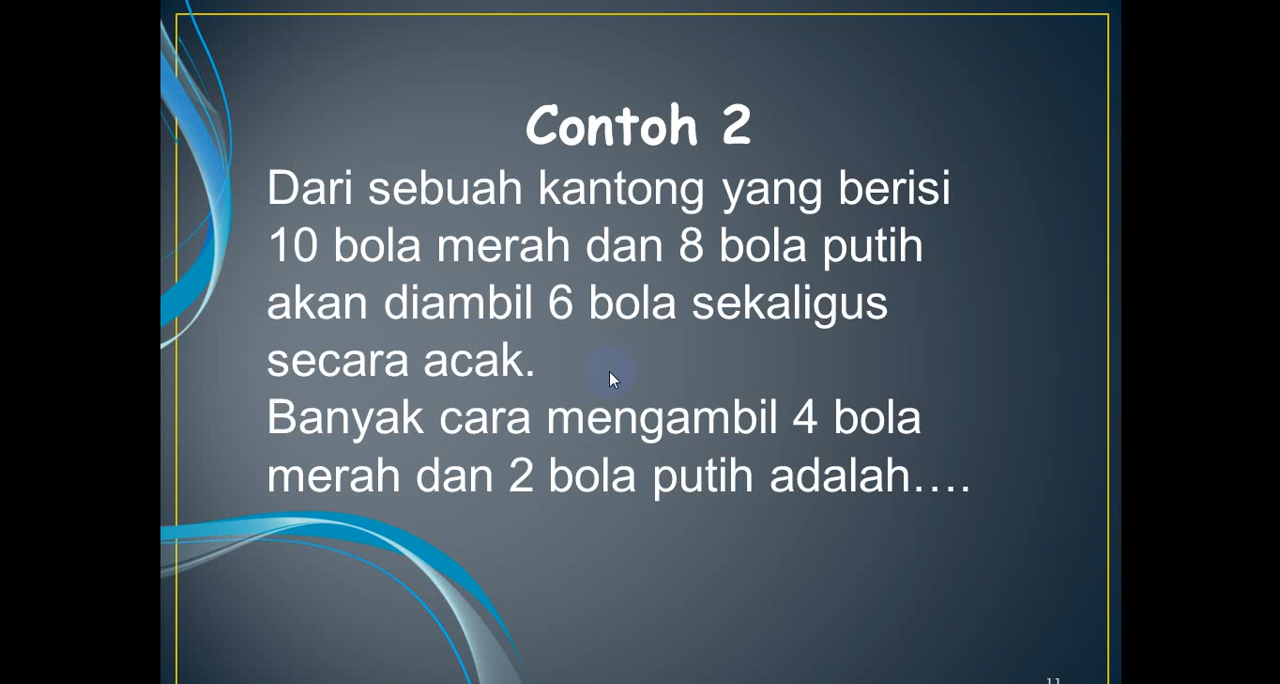 Contoh 2
Dari sebuah kantong yang berisi
10 bola merah dan 8 bola putih
akan diambil 6 bola sekaligus
secara acak.
Banyak cara mengambil 4 bola
merah dan 2 bola putih adalah….